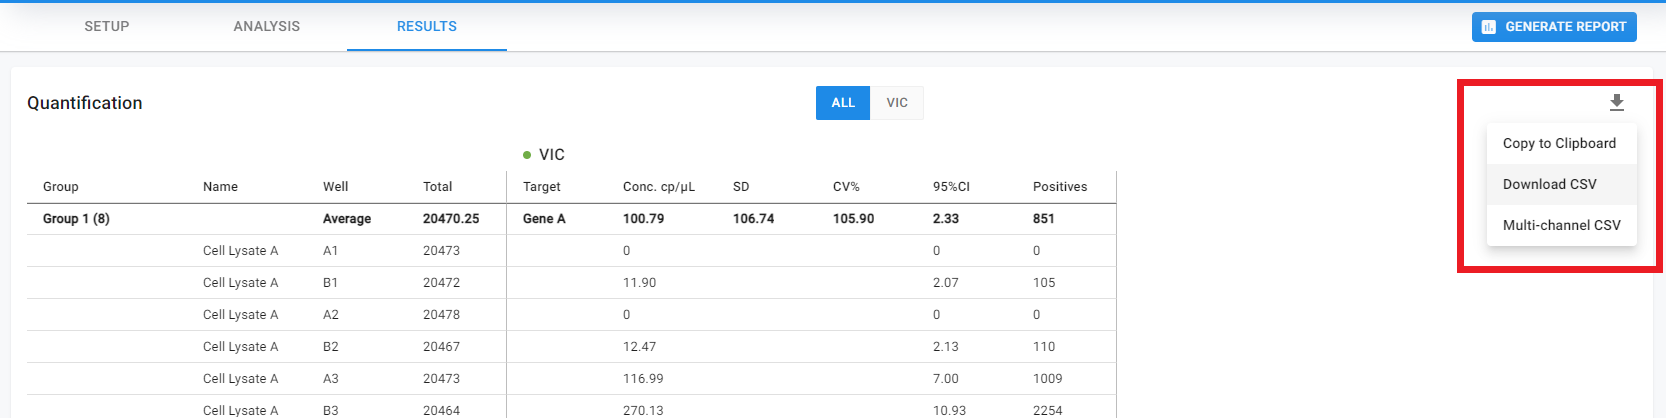 SETUP ANALYSIS RESULTS GENERATE REPORT
Quantification ALL VIC
Copy to Clipboard
VIC
Download CSV
Group Name Well Total Target Conc. cp/µL SD CV% 95%CI Positives
Group 1 (8) Average 20470.25 Gene A 100.79 106.74 105.90 2.33 851
Multi-channel CSV
Cell Lysate A A1 20473 0 0 0
Cell Lysate A B1 20472 11.90 2.07 105
Cell Lysate A A2 20478 0 0 0
Cell Lysate A B2 20467 12.47 2.13 110
Cell Lysate A A3 20473 116.99 7.00 1009
Cell Lysate A B3 20464 270.13 10.93 2254